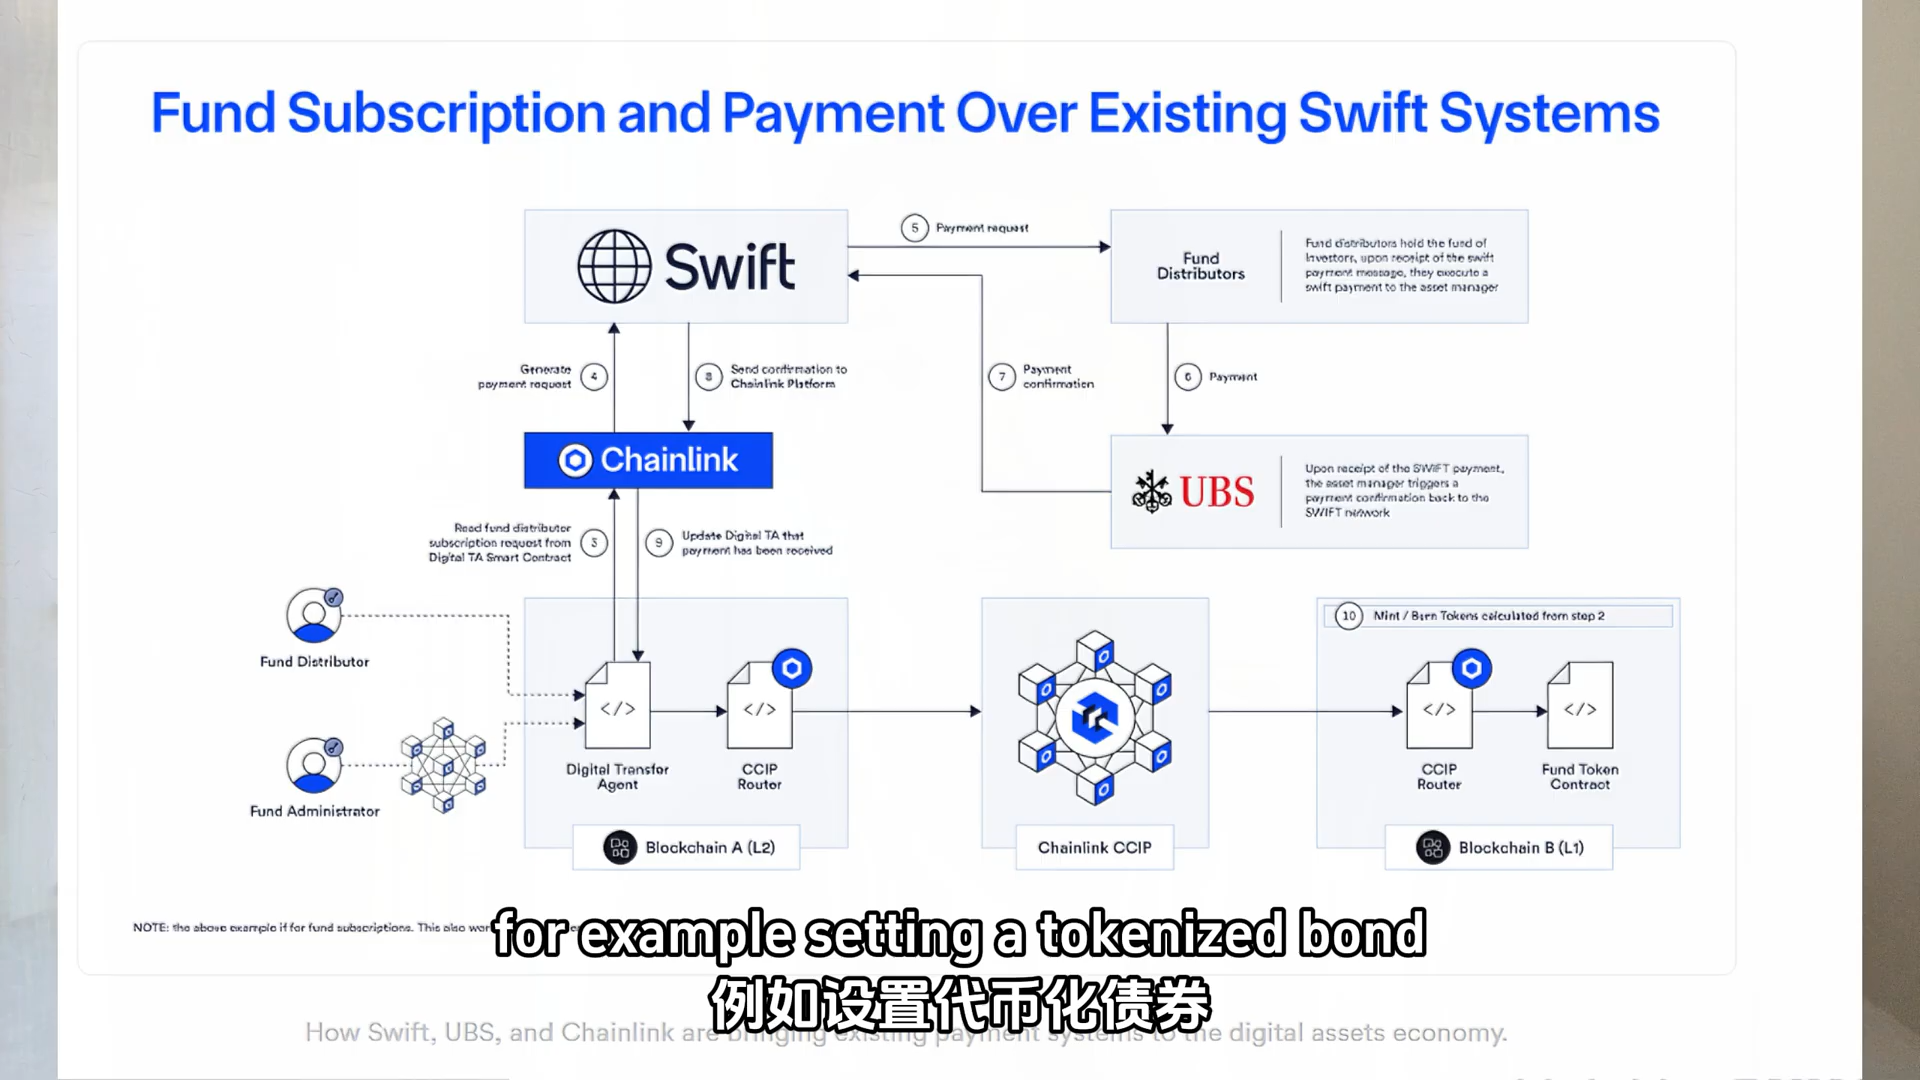 Fund Subscription and Payment Over Existing Swift Systems
Swift
5 Payment request
Fund
Distributors
Fund distributors hold the fund of
Investors, upon receipt of the swift
payment message, they execute a
swift payment to the asset manager
Generate
payment request
4
8 Send confirmation to
Chainlink Platform
7 Payment
confirmation
6 Payment
Chainlink
UBS
Upon receipt of the SWIFT payment,
the asset manager triggers a
payment confirmation back to the
SWIFT network
Read fund distributor
subscription request from
Digital TA Smart Contract
3
9 Update Digital TA that
payment has been received
Fund Distributor
Fund Administrator
</>
Digital Transfer
Agent
</>
CCIP
Router
Blockchain A (L2)
Chainlink CCIP
10 Mint / Burn Tokens calculated from step 2
</>
CCIP
Router
</>
Fund Token
Contract
Blockchain B (L1)
NOTE: the above example if for fund subscriptions. This also
for example setting a tokenized bond
例如设置代币化债券
How Swift, UBS, and Chainlink are bringing existing payment systems to the digital assets economy.